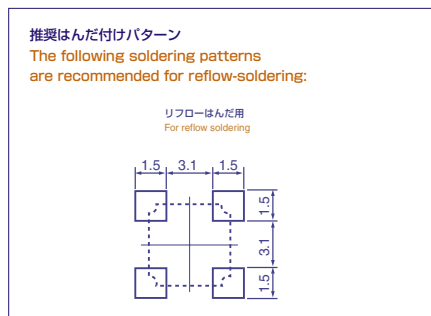 推奨はんだ付けパターン
The following soldering patterns
are recommended for reflow-soldering:
リフローはんだ用
For reflow soldering
1.5 3.1 1.5
1.5
3.1
1.5